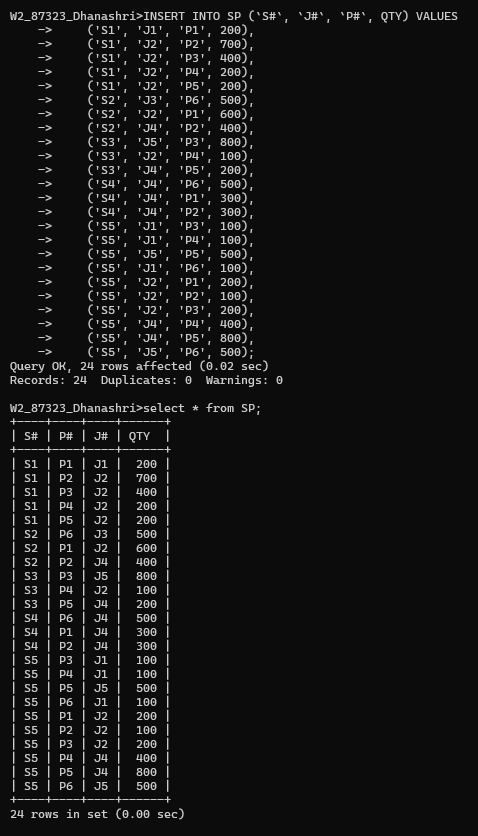 W2_87323_Dhanashri>INSERT INTO SP (`S#`, `J#`, `P#`, QTY) VALUES
    ->     ('S1', 'J1', 'P1', 200),
    ->     ('S1', 'J2', 'P2', 700),
    ->     ('S1', 'J2', 'P3', 400),
    ->     ('S1', 'J2', 'P4', 200),
    ->     ('S1', 'J2', 'P5', 200),
    ->     ('S2', 'J3', 'P6', 500),
    ->     ('S2', 'J2', 'P1', 600),
    ->     ('S2', 'J4', 'P2', 400),
    ->     ('S3', 'J5', 'P3', 800),
    ->     ('S3', 'J2', 'P4', 100),
    ->     ('S3', 'J4', 'P5', 200),
    ->     ('S4', 'J4', 'P6', 500),
    ->     ('S4', 'J4', 'P1', 300),
    ->     ('S4', 'J4', 'P2', 300),
    ->     ('S5', 'J1', 'P3', 100),
    ->     ('S5', 'J1', 'P4', 100),
    ->     ('S5', 'J5', 'P5', 500),
    ->     ('S5', 'J1', 'P6', 100),
    ->     ('S5', 'J2', 'P1', 200),
    ->     ('S5', 'J2', 'P2', 100),
    ->     ('S5', 'J2', 'P3', 200),
    ->     ('S5', 'J4', 'P4', 400),
    ->     ('S5', 'J4', 'P5', 800),
    ->     ('S5', 'J5', 'P6', 500);
Query OK, 24 rows affected (0.02 sec)
Records: 24  Duplicates: 0  Warnings: 0
W2_87323_Dhanashri>select * from SP;
+----+----+----+------+
| S# | P# | J# | QTY  |
+----+----+----+------+
| S1 | P1 | J1 |  200 |
| S1 | P2 | J2 |  700 |
| S1 | P3 | J2 |  400 |
| S1 | P4 | J2 |  200 |
| S1 | P5 | J2 |  200 |
| S2 | P6 | J3 |  500 |
| S2 | P1 | J2 |  600 |
| S2 | P2 | J4 |  400 |
| S3 | P3 | J5 |  800 |
| S3 | P4 | J2 |  100 |
| S3 | P5 | J4 |  200 |
| S4 | P6 | J4 |  500 |
| S4 | P1 | J4 |  300 |
| S4 | P2 | J4 |  300 |
| S5 | P3 | J1 |  100 |
| S5 | P4 | J1 |  100 |
| S5 | P5 | J5 |  500 |
| S5 | P6 | J1 |  100 |
| S5 | P1 | J2 |  200 |
| S5 | P2 | J2 |  100 |
| S5 | P3 | J2 |  200 |
| S5 | P4 | J4 |  400 |
| S5 | P5 | J4 |  800 |
| S5 | P6 | J5 |  500 |
+----+----+----+------+
24 rows in set (0.00 sec)